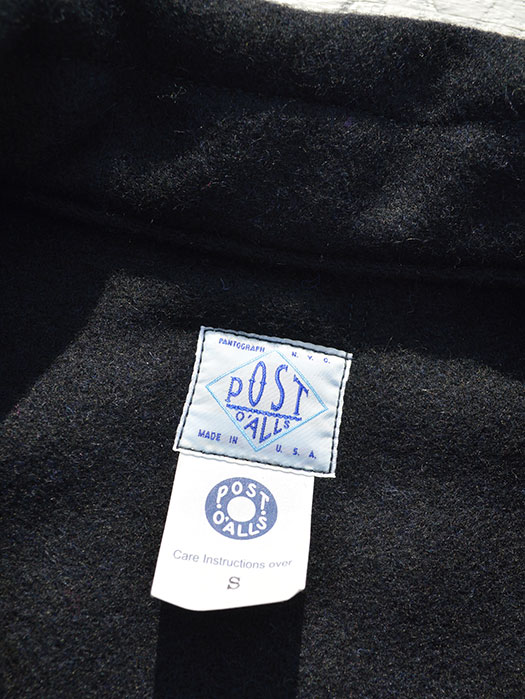 PANTOGRAPH N. Y. C.
POST
O'ALLS
MADE IN U. S. A.
POST
O'ALLS
Care Instructions over
S